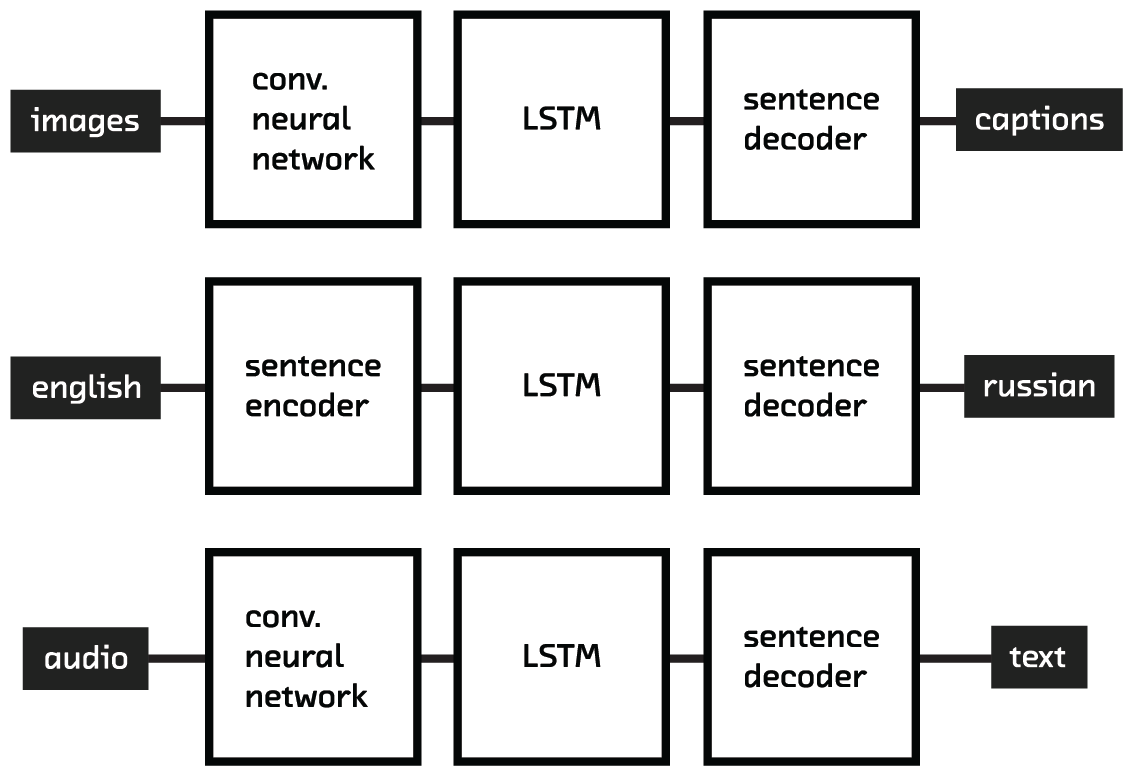 images
conv.
neural
network
LSTM
sentence
decoder
captions
english
sentence
encoder
LSTM
sentence
decoder
russian
audio
conv.
neural
network
LSTM
sentence
decoder
text